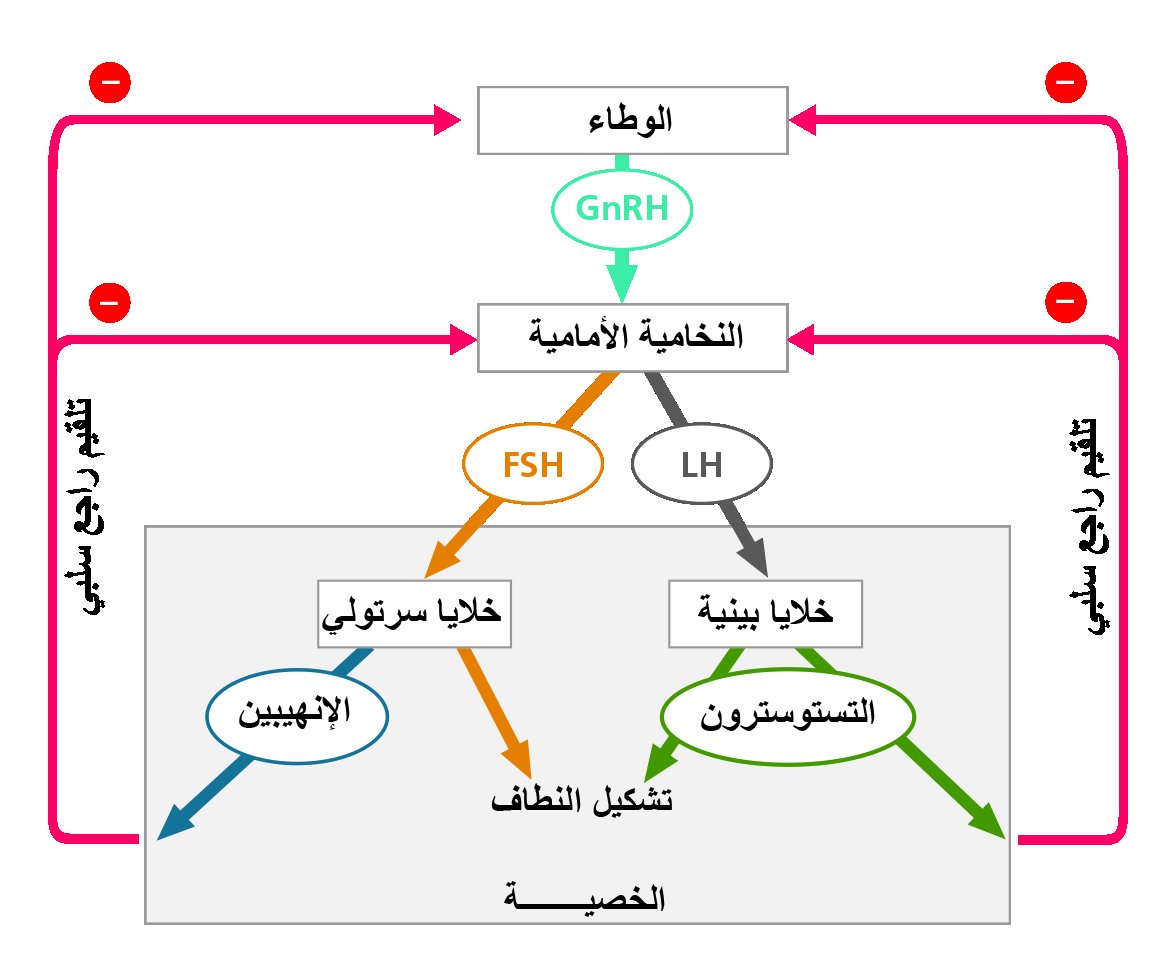 –
–
الوطاء
GnRH
–
–
النخامية الأمامية
تلقيم راجع سلبي
تلقيم راجع سلبي
FSH
LH
خلايا سرتولي
خلايا بينية
الإنهيبين
التستوسترون
تشكيل النطاف
الخصيـــــــة